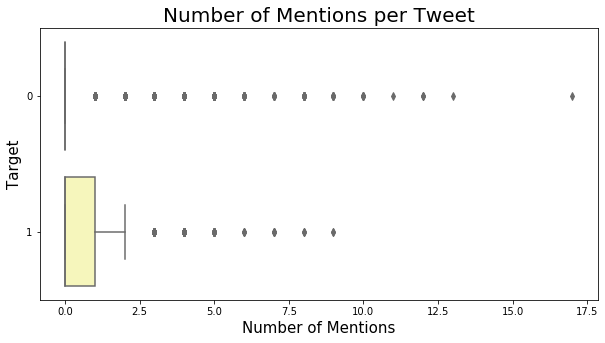 Number of Mentions per Tweet
Target
0
1
0.0 2.5 5.0 7.5 10.0 12.5 15.0 17.5
Number of Mentions